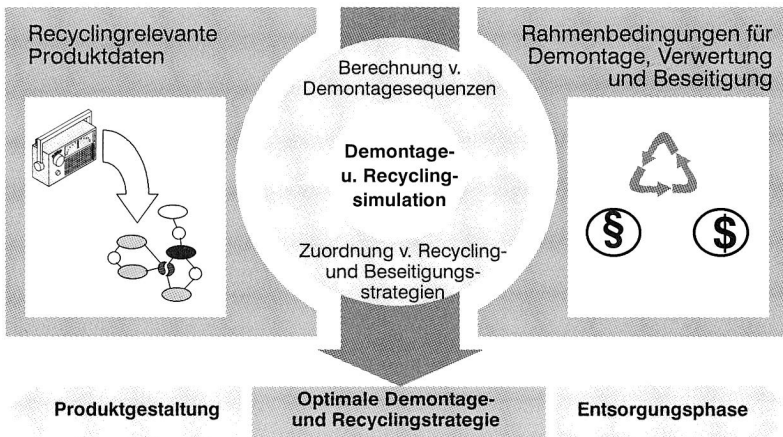 Recyclingrelevante
Produktdaten
Berechnung v.
Demontagesequenzen
Demontage-
u. Recycling-
simulation
Zuordnung v. Recycling-
und Beseitigungs-
strategien
Rahmenbedingungen für
Demontage, Verwertung
und Beseitigung
§
$
Produktgestaltung
Optimale Demontage-
und Recyclingstrategie
Entsorgungsphase